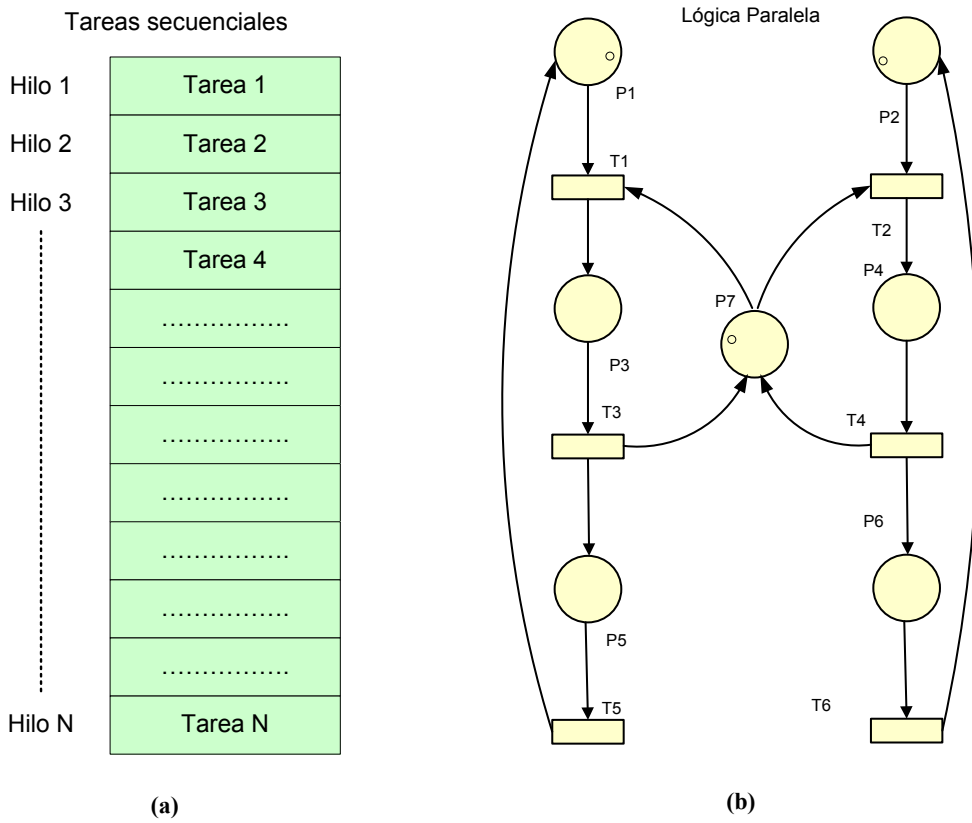 Tareas secuenciales
Hilo 1
Tarea 1
Hilo 2
Tarea 2
Hilo 3
Tarea 3
Tarea 4
................
................
................
................
................
................
................
Hilo N
Tarea N
(a)
Lógica Paralela
P1
P2
T1
T2
P4
P7
P3
T3
T4
P6
P5
T5
T6
(b)